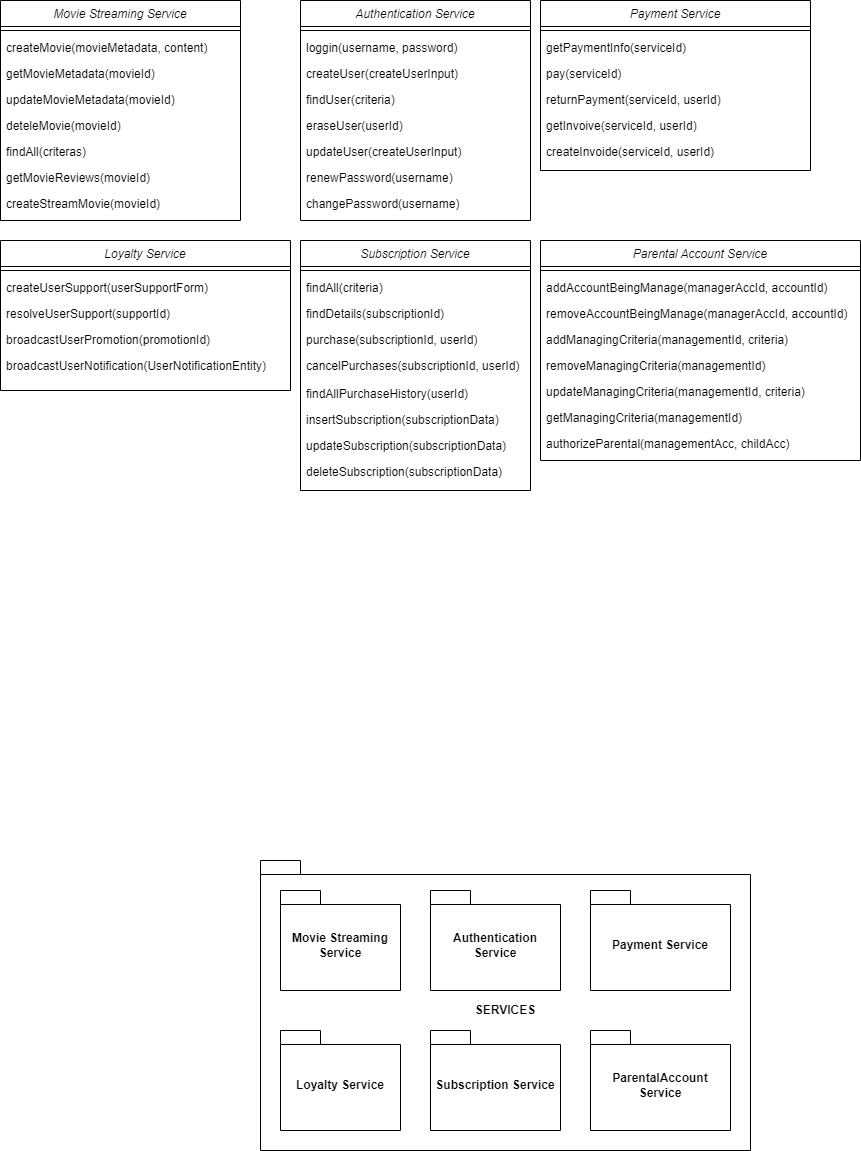 Movie Streaming Service
createMovie(movieMetadata, content)
getMovieMetadata(movieId)
updateMovieMetadata(movieId)
deteleMovie(movieId)
findAll(criteras)
getMovieReviews(movieId)
createStreamMovie(movieId)
Authentication Service
loggin(username, password)
createUser(createUserInput)
findUser(criteria)
eraseUser(userId)
updateUser(createUserInput)
renewPassword(username)
changePassword(username)
Payment Service
getPaymentInfo(serviceId)
pay(serviceId)
returnPayment(serviceId, userId)
getInvoive(serviceId, userId)
createInvoide(serviceId, userId)
Loyalty Service
createUserSupport(userSupportForm)
resolveUserSupport(supportId)
broadcastUserPromotion(promotionId)
broadcastUserNotification(UserNotificationEntity)
Subscription Service
findAll(criteria)
findDetails(subscriptionId)
purchase(subscriptionId, userId)
cancelPurchases(subscriptionId, userId)
findAllPurchaseHistory(userId)
insertSubscription(subscriptionData)
updateSubscription(subscriptionData)
deleteSubscription(subscriptionData)
Parental Account Service
addAccountBeingManage(managerAccId, accountId)
removeAccountBeingManage(managerAccId, accountId)
addManagingCriteria(managementId, criteria)
removeManagingCriteria(managementId)
updateManagingCriteria(managementId, criteria)
getManagingCriteria(managementId)
authorizeParental(managementAcc, childAcc)
Movie Streaming
Service
Authentication
Service
Payment Service
SERVICES
Loyalty Service
Subscription Service
ParentalAccount
Service